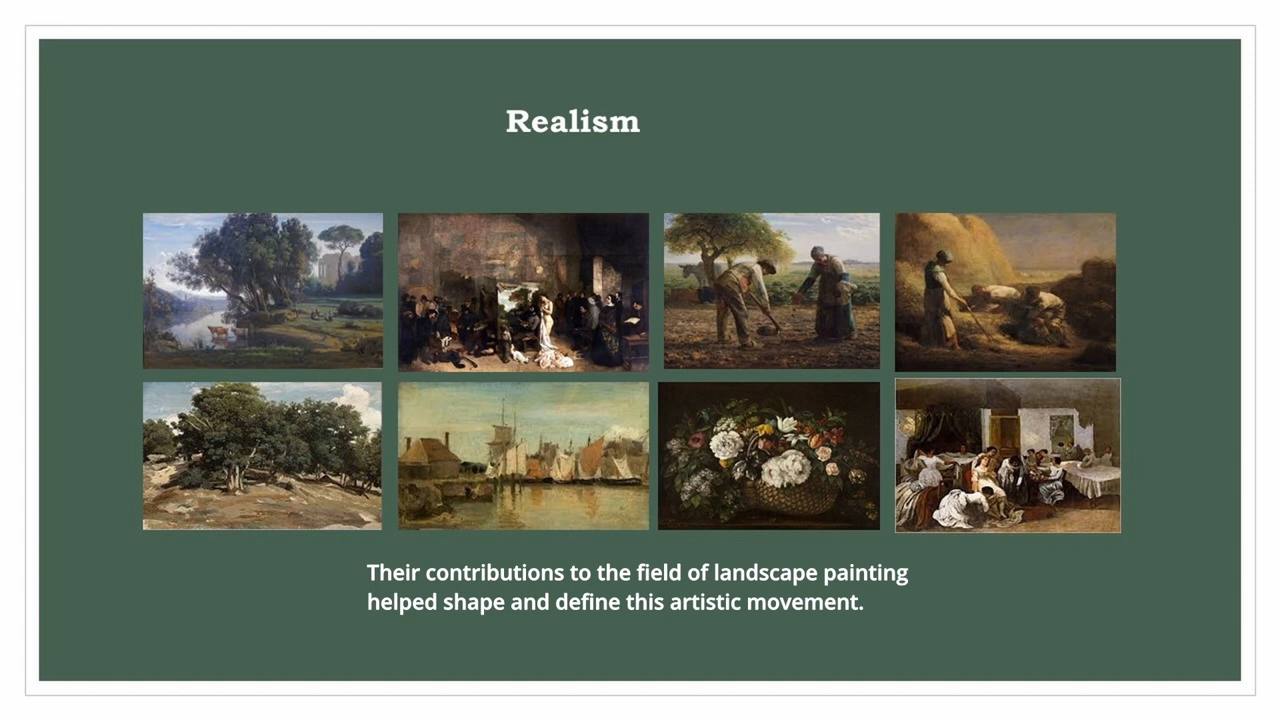 Realism
Their contributions to the field of landscape painting
helped shape and define this artistic movement.